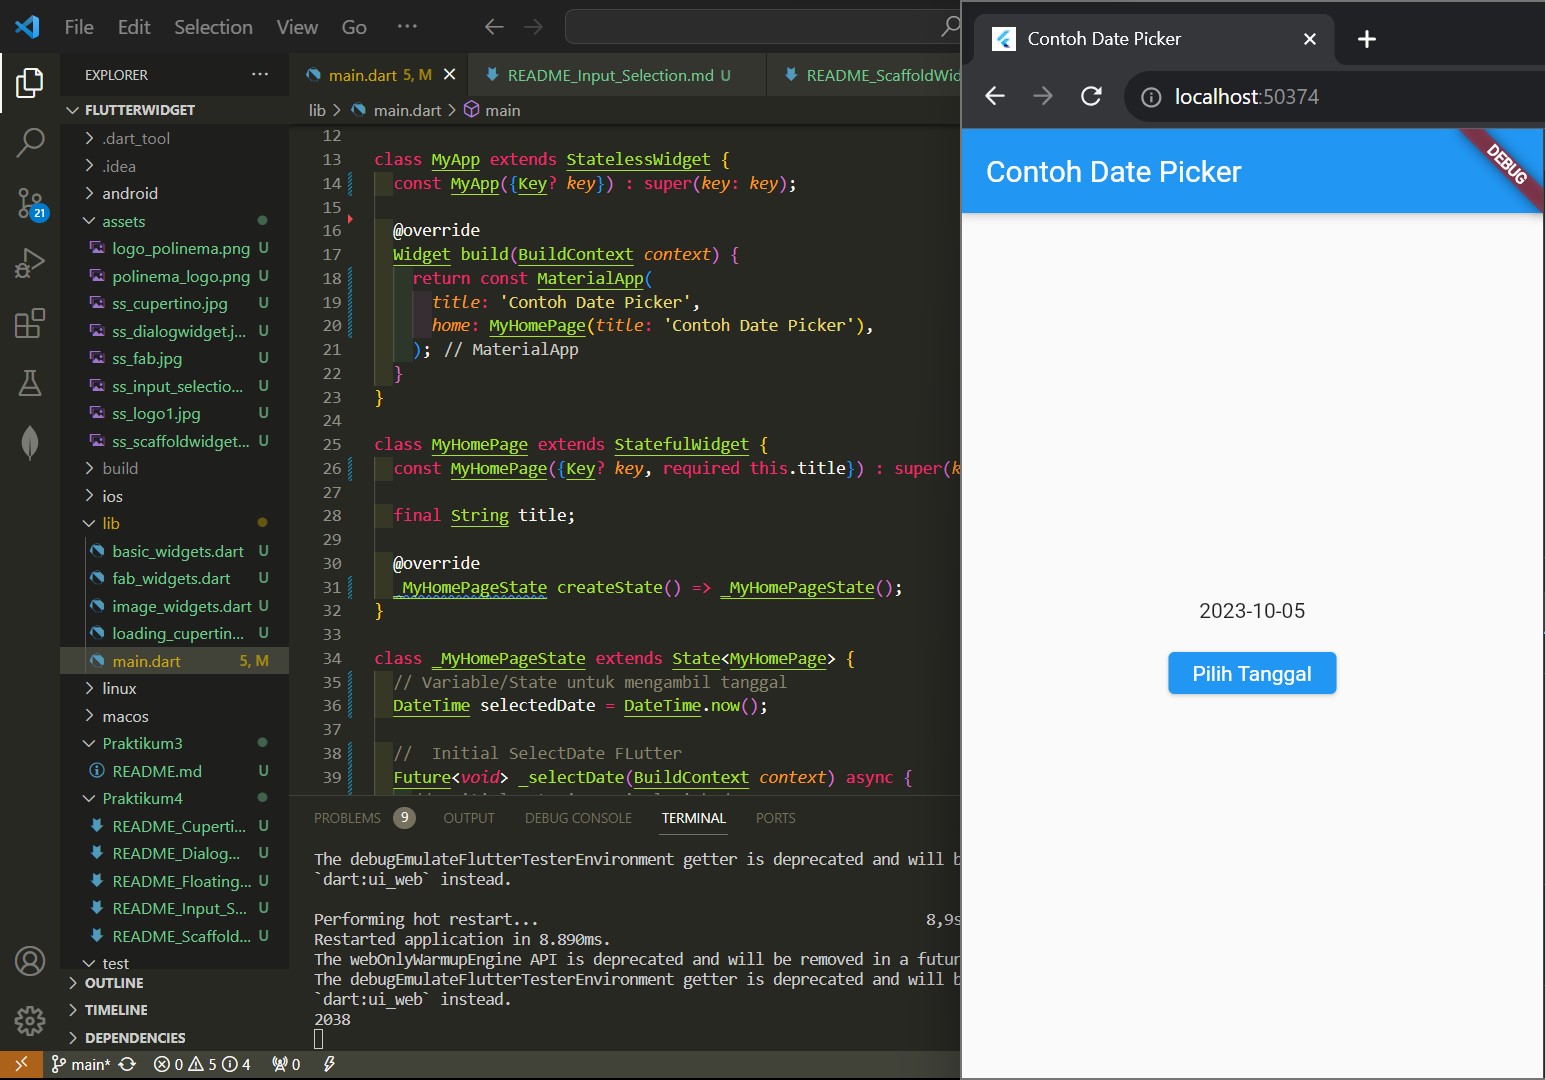 File Edit Selection View Go ···
EXPLORER ···
FLUTTERWIDGET
.dart_tool
.idea
android
assets
logo_polinema.png U
polinema_logo.png U
ss_cupertino.jpg U
ss_dialogwidget.j... U
ss_fab.jpg U
ss_input_selectio... U
ss_logo1.jpg U
ss_scaffoldwidget... U
build
ios
lib
basic_widgets.dart U
fab_widgets.dart U
image_widgets.dart U
loading_cupertin... U
main.dart 5, M
linux
macos
Praktikum3
README.md U
Praktikum4
README_Cuperti... U
README_Dialog... U
README_Floating... U
README_Input_S... U
README_Scaffold... U
test
OUTLINE
TIMELINE
DEPENDENCIES
21
main.dart 5, M
README_Input_Selection.md U
README_ScaffoldWid
lib > main.dart > main
12
13 class MyApp extends StatelessWidget {
14 const MyApp({Key? key}) : super(key: key);
15
16 @override
17 Widget build(BuildContext context) {
18 return const MaterialApp(
19 title: 'Contoh Date Picker',
20 home: MyHomePage(title: 'Contoh Date Picker'),
21 ); // MaterialApp
22 }
23 }
24
25 class MyHomePage extends StatefulWidget {
26 const MyHomePage({Key? key, required this.title}) : super(k
27
28 final String title;
29
30 @override
31 _MyHomePageState createState() => _MyHomePageState();
32 }
33
34 class _MyHomePageState extends State<MyHomePage> {
35 // Variable/State untuk mengambil tanggal
36 DateTime selectedDate = DateTime.now();
37
38 //  Initial SelectDate FLutter
39 Future<void> _selectDate(BuildContext context) async {
PROBLEMS 9 OUTPUT DEBUG CONSOLE TERMINAL PORTS
The debugEmulateFlutterTesterEnvironment getter is deprecated and will b
`dart:ui_web` instead.
Performing hot restart... 8,9s
Restarted application in 8.890ms.
The webOnlyWarmupEngine API is deprecated and will be removed in a futur
The debugEmulateFlutterTesterEnvironment getter is deprecated and will b
`dart:ui_web` instead.
2038
main* 0 5 4 0
Contoh Date Picker
localhost:50374
Contoh Date Picker
DEBUG
2023-10-05
Pilih Tanggal